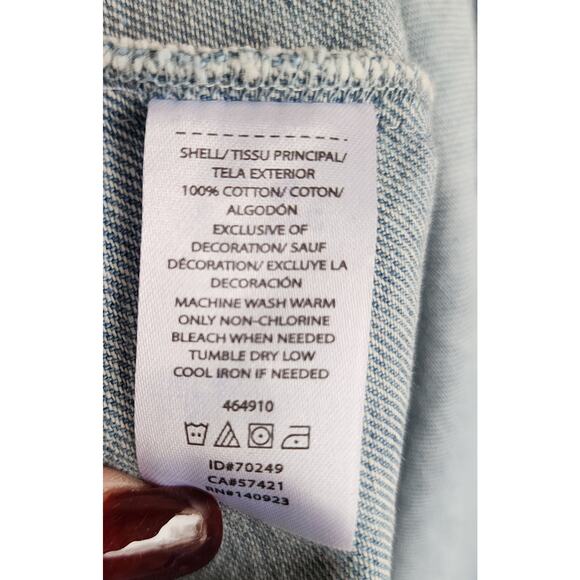 SHELL/ TISSU PRINCIPAL/
TELA EXTERIOR
100% COTTON/ COTON/
ALGODÓN
EXCLUSIVE OF
DECORATION/ SAUF
DÉCORATION/ EXCLUYE LA
DECORACIÓN
MACHINE WASH WARM
ONLY NON-CHLORINE
BLEACH WHEN NEEDED
TUMBLE DRY LOW
COOL IRON IF NEEDED
464910
ID#70249
CA#57421
RN#140923